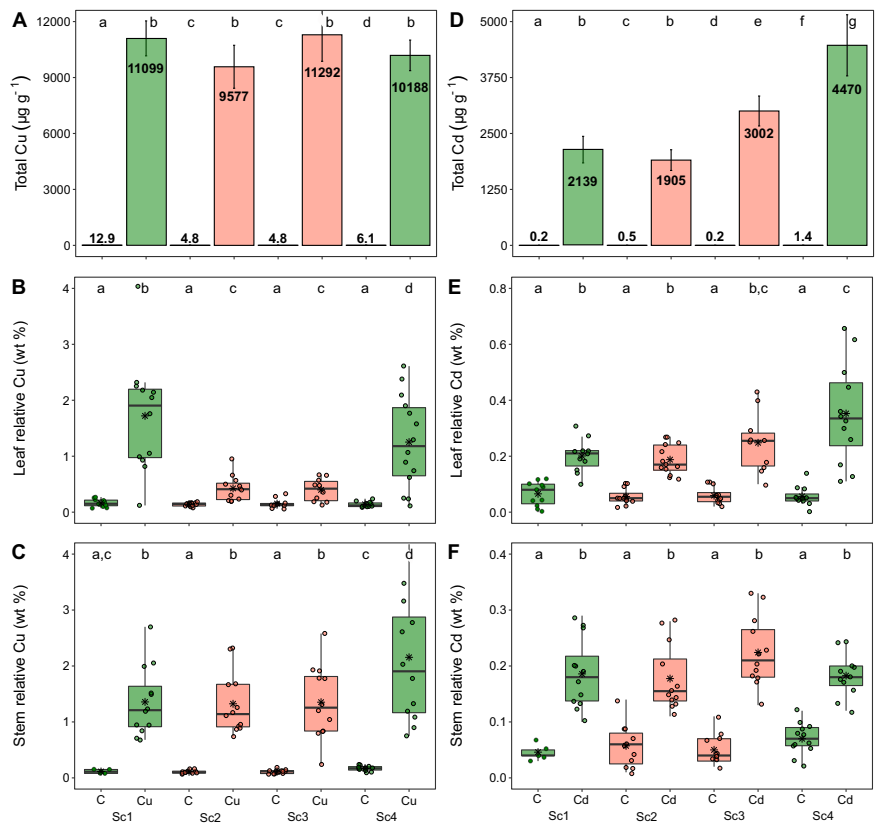 A
D
a b c b c b d b
a b c b d e f g
12000
9000
6000
3000
0
Total Cu (µg g⁻¹)
11099
9577
11292
10188
12.9
4.8
4.8
6.1
5000
3750
2500
1250
0
Total Cd (µg g⁻¹)
2139
1905
3002
4470
0.2
0.5
0.2
1.4
B
E
a b a c a c a d
a b a b a b,c a c
4
3
2
1
0
Leaf relative Cu (wt %)
0.8
0.6
0.4
0.2
0.0
Leaf relative Cd (wt %)
C
F
a,c b a b a b c d
a b a b a b a b
4
3
2
1
0
Stem relative Cu (wt %)
0.4
0.3
0.2
0.1
0.0
Stem relative Cd (wt %)
C Cu C Cu C Cu C Cu
Sc1 Sc2 Sc3 Sc4
C Cd C Cd C Cd C Cd
Sc1 Sc2 Sc3 Sc4